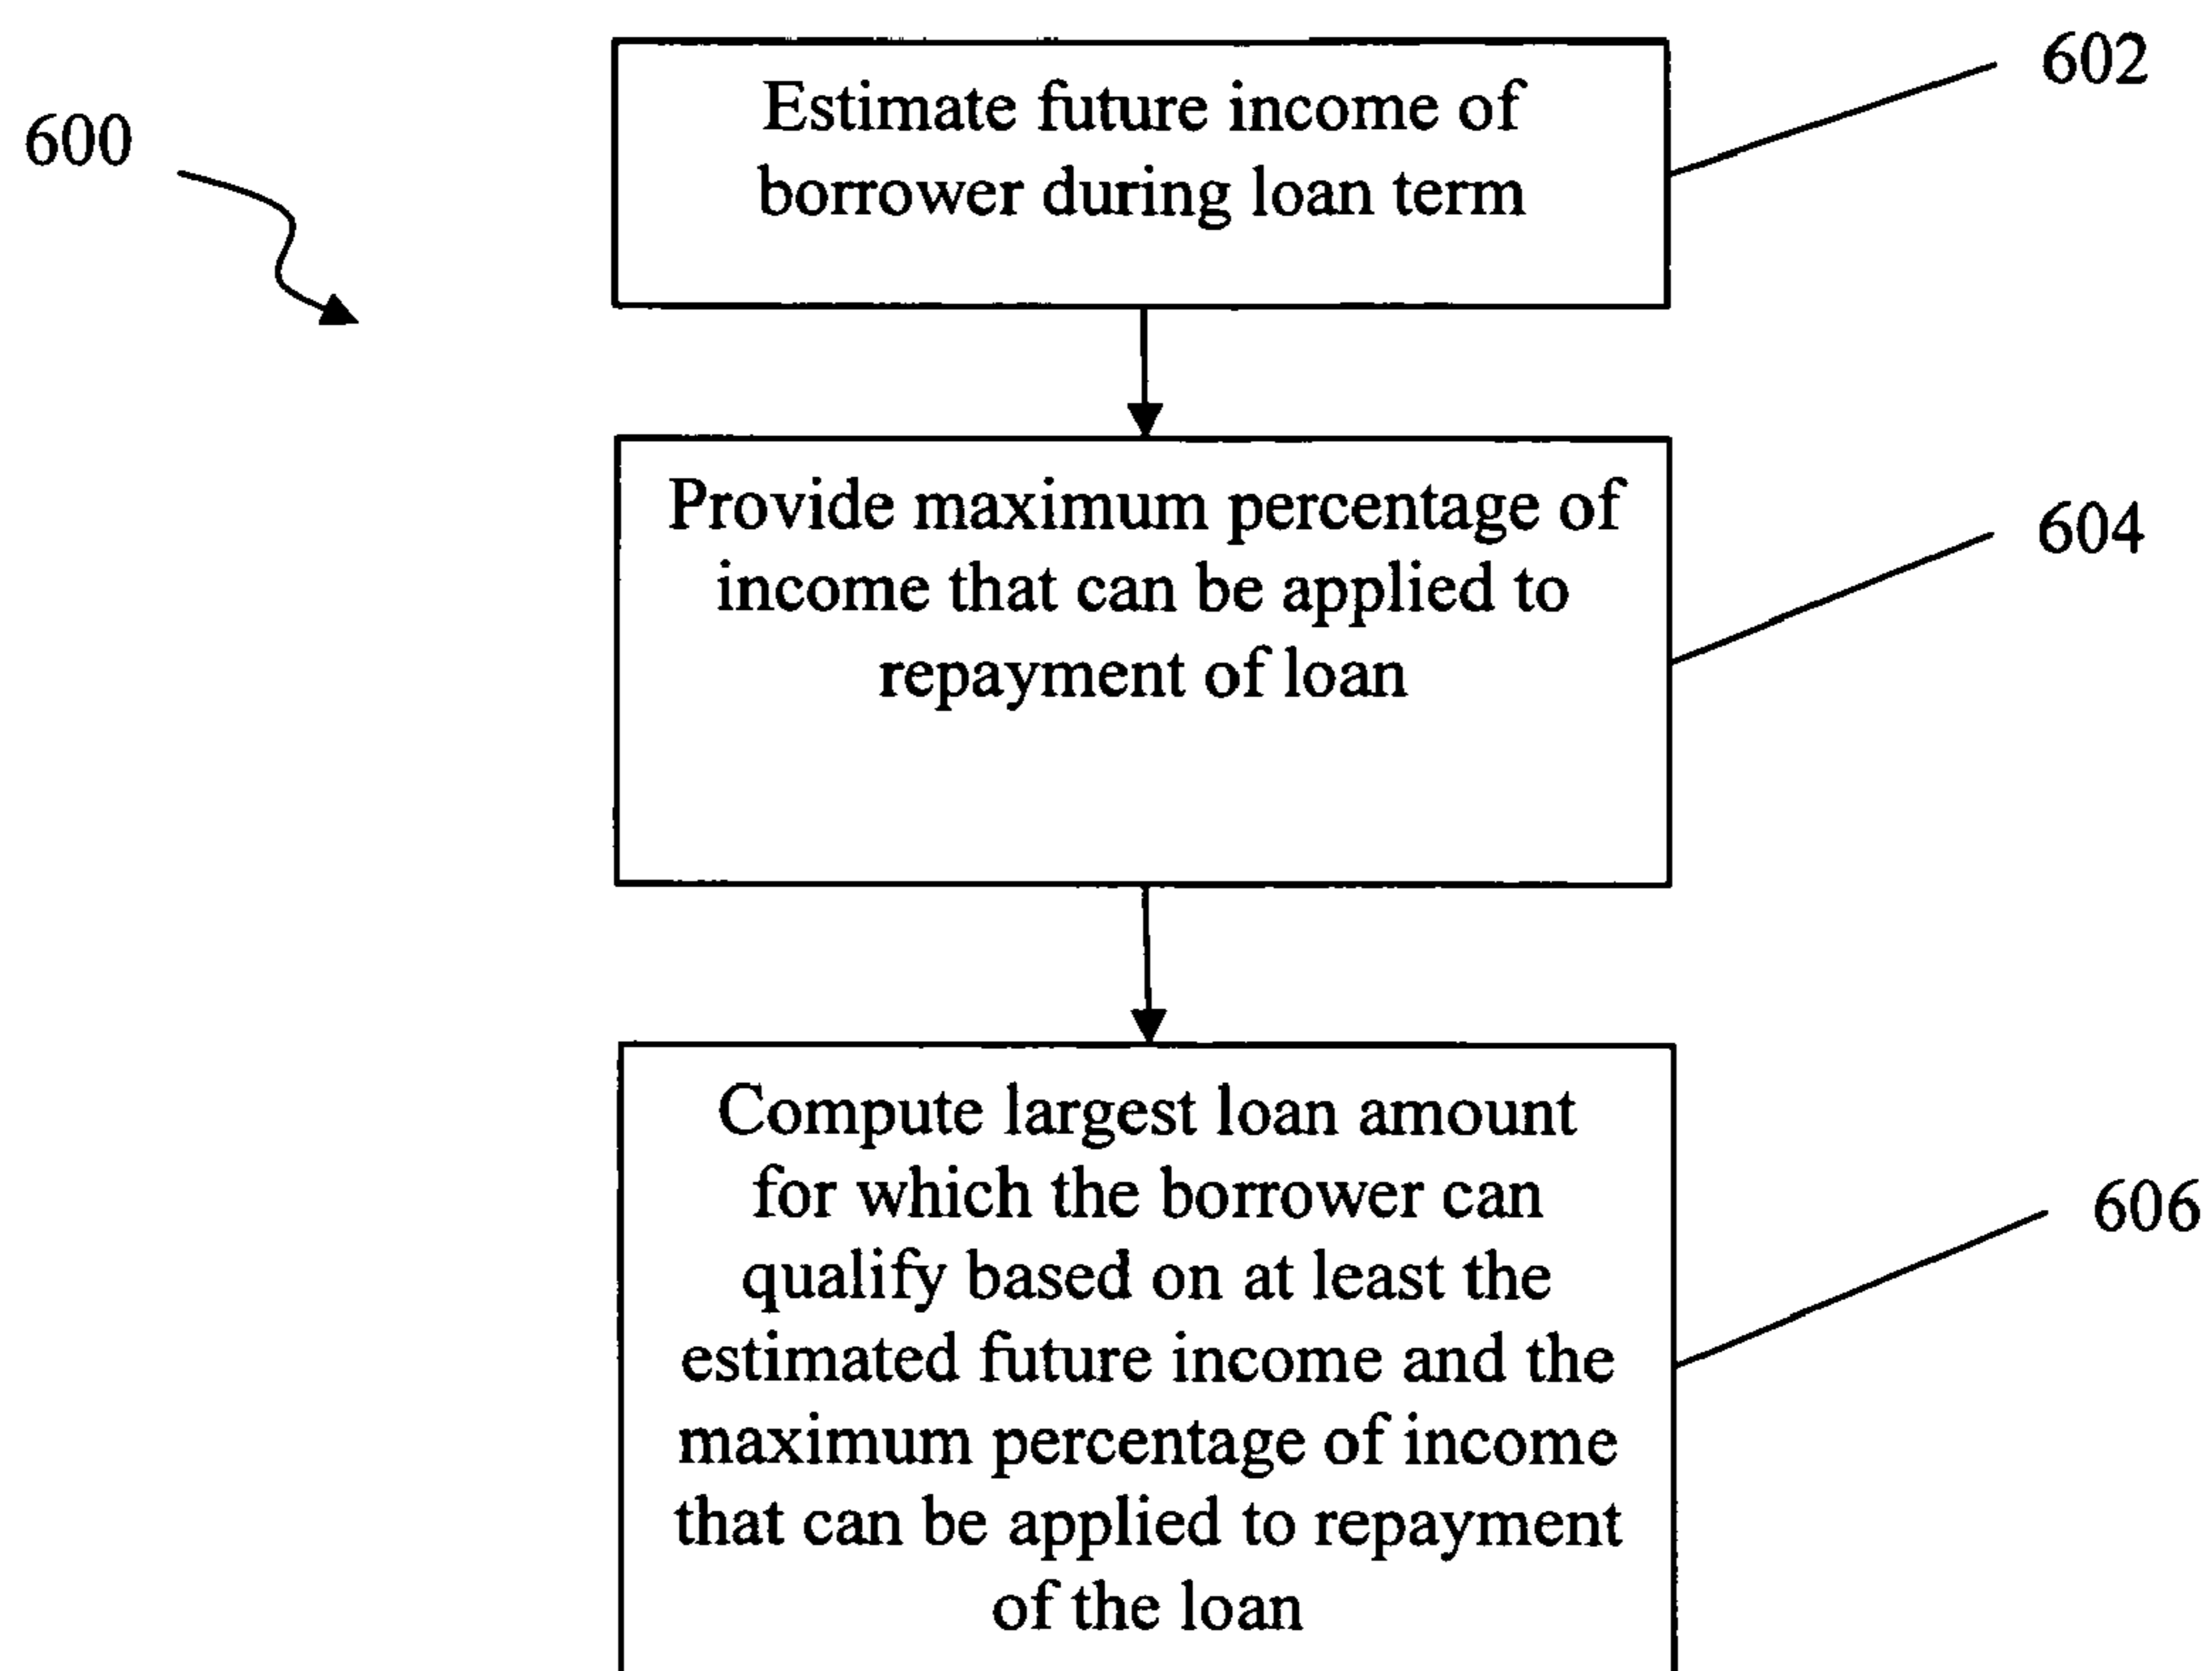 602
600
Estimate future income of
borrower during loan term
604
Provide maximum percentage of
income that can be applied to
repayment of loan
606
Compute largest loan amount
for which the borrower can
qualify based on at least the
estimated future income and the
maximum percentage of income
that can be applied to repayment
of the loan